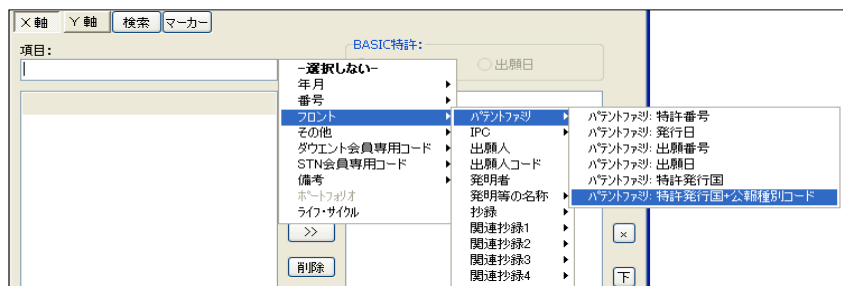 X軸 Y軸 検索 マーカー
項目:
BASIC特許:
出願日
-選択しない-
年月
番号
フロント
その他
ダウエント会員専用コード
STN会員専用コード
備考
ポートフォリオ
ライフ・サイクル
パテントファミリ
IPC
出願人
出願人コード
発明者
発明等の名称
抄録
関連抄録1
関連抄録2
関連抄録3
関連抄録4
パテントファミリ: 特許番号
パテントファミリ: 発行日
パテントファミリ: 出願番号
パテントファミリ: 出願日
パテントファミリ: 特許発行国
パテントファミリ: 特許発行国+公報種別コード
>>
削除
×
下